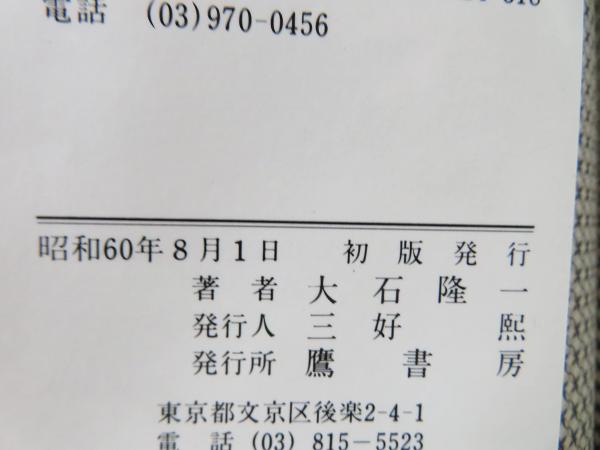 電話 (03)970-0456
昭和60年8月1日 初版発行
著者 大石隆一
発行人 三好熙
発行所 鷹書房
東京都文京区後楽2-4-1
電話 (03) 815-5523